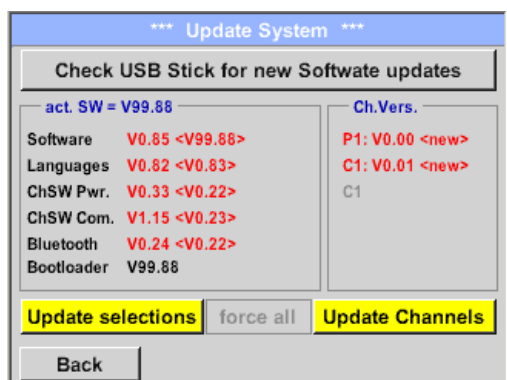 *** Update System ***
Check USB Stick for new Softwate updates
act. SW = V99.88
Software V0.85 <V99.88>
Languages V0.82 <V0.83>
ChSW Pwr. V0.33 <V0.22>
ChSW Com. V1.15 <V0.23>
Bluetooth V0.24 <V0.22>
Bootloader V99.88
Ch.Vers.
P1: V0.00 <new>
C1: V0.01 <new>
C1
Update selections
force all
Update Channels
Back